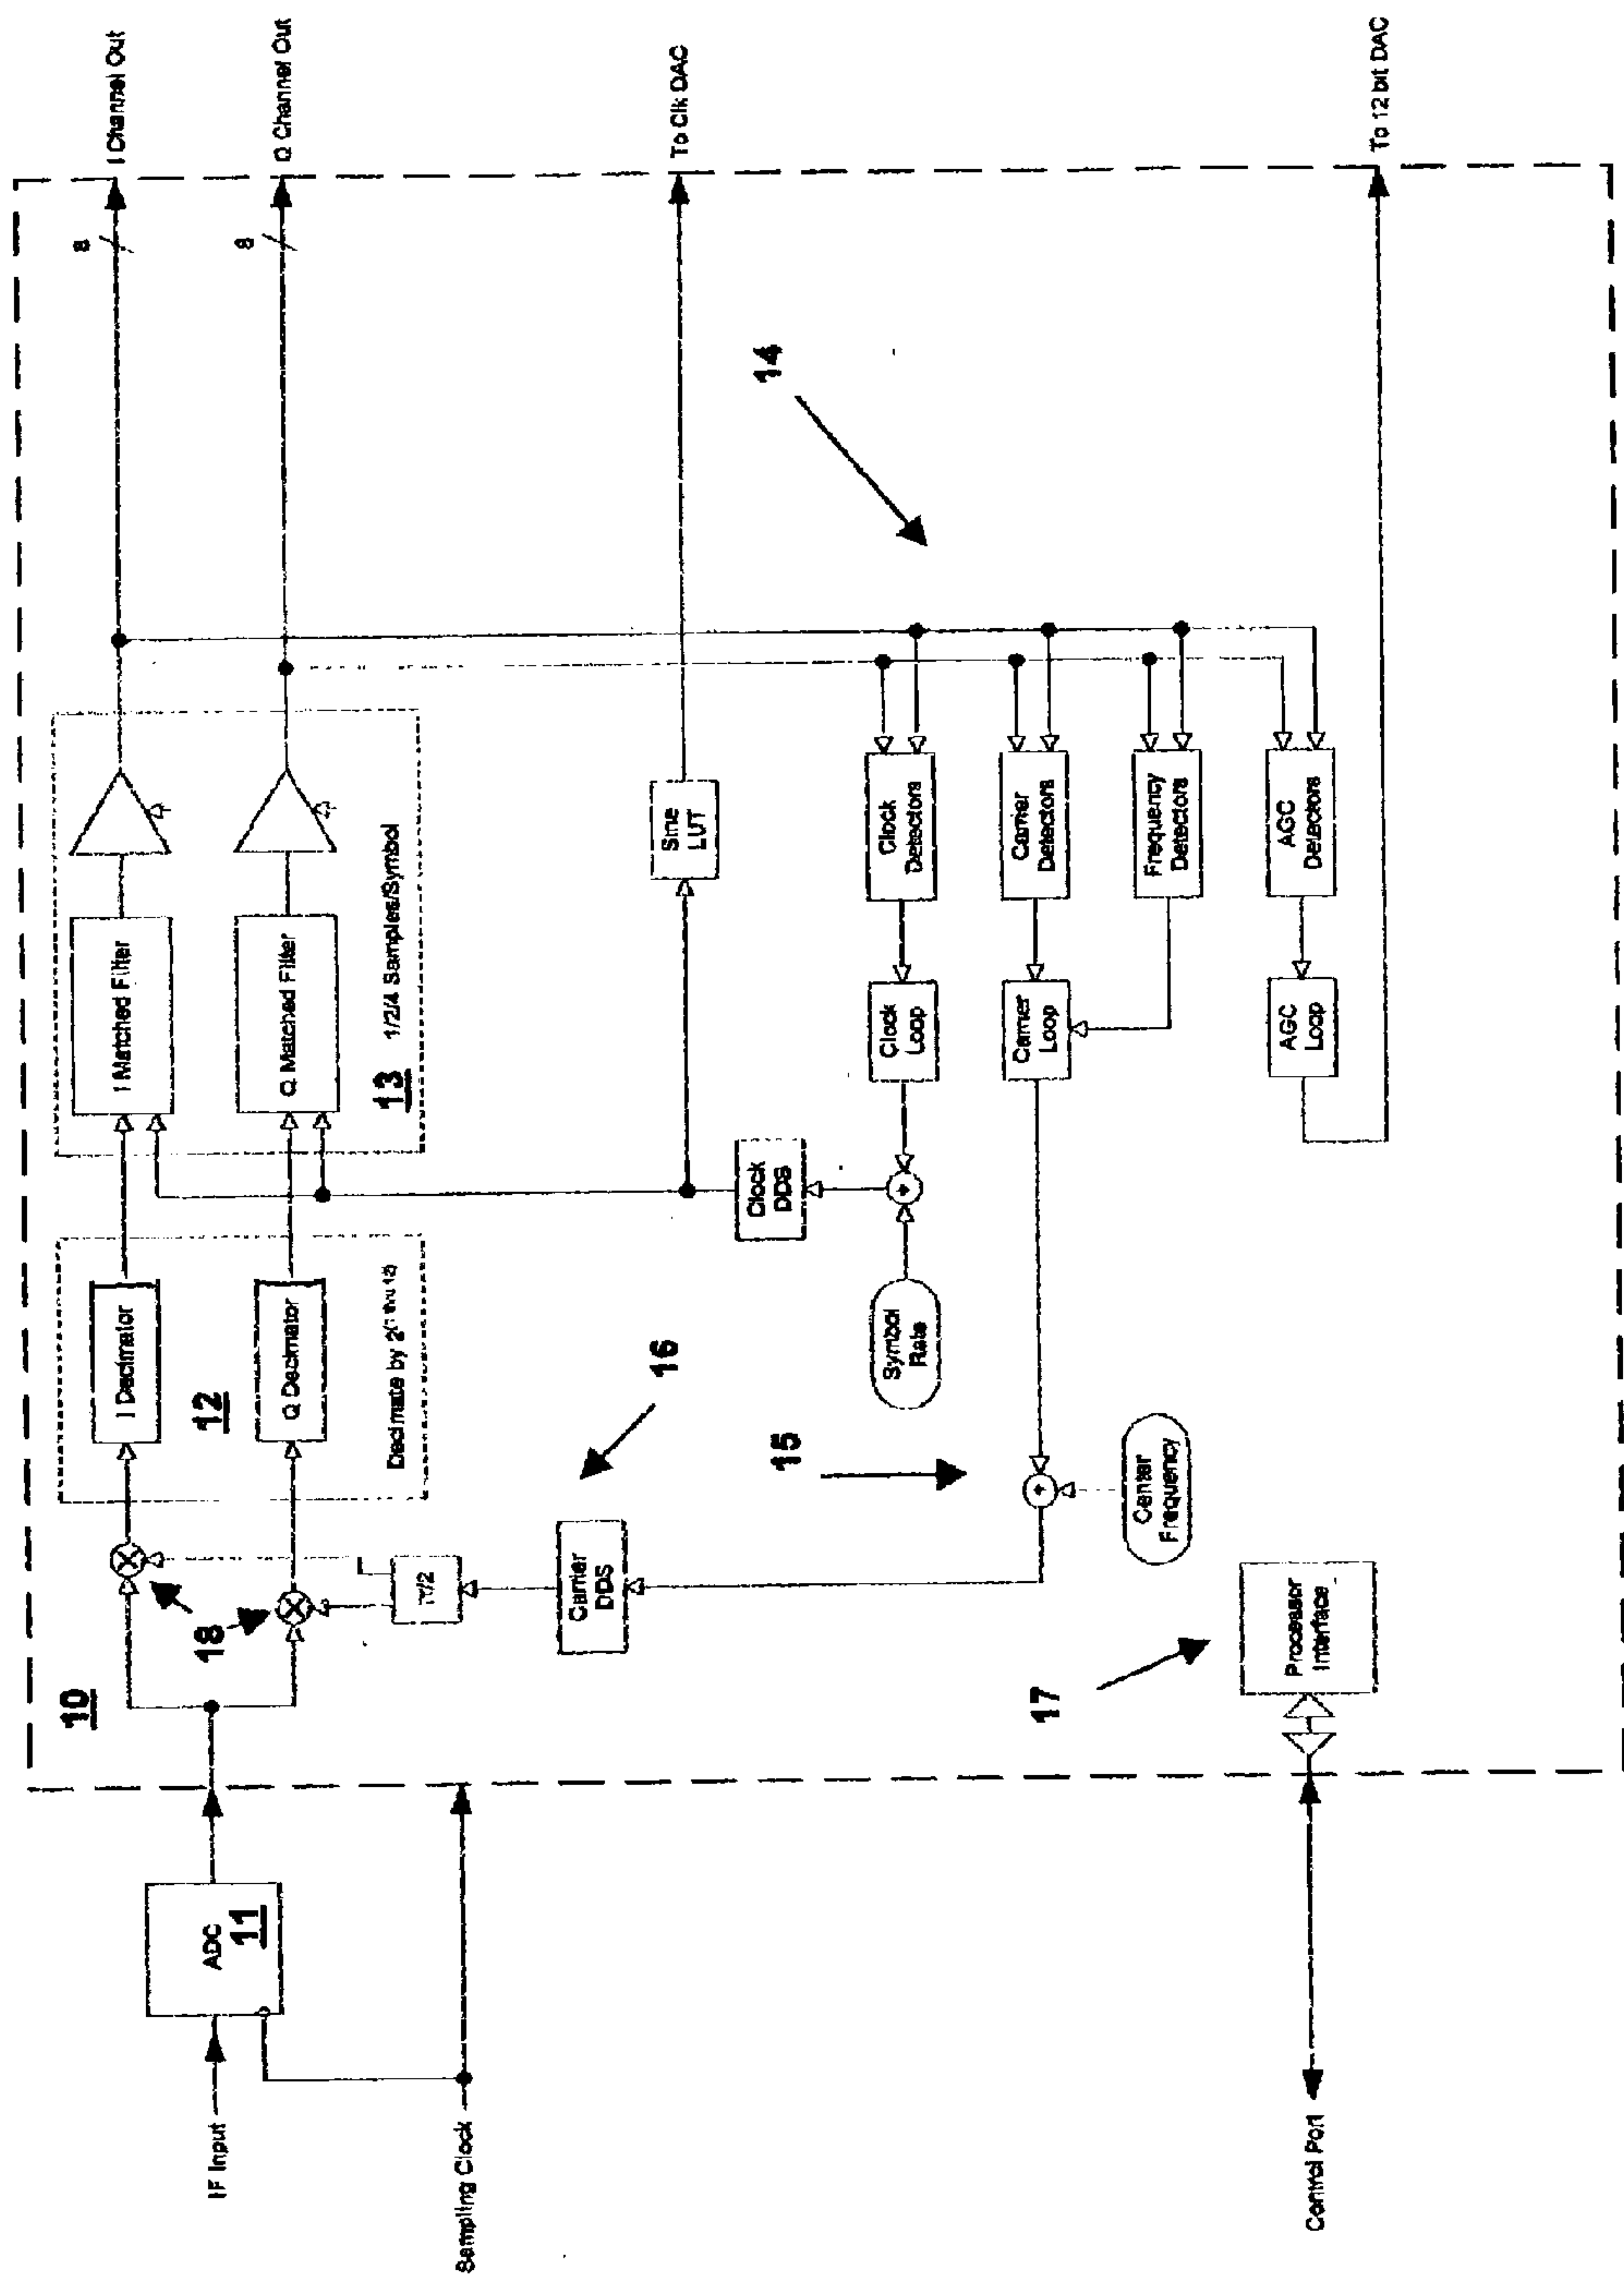 IF Input
Sampling Clock
Control Port
ADC
11
10
18
I Decimator
12
Q Decimator
Decimate by 2(1 thru 12)
I Matched Filter
Q Matched Filter
13
1/2/4 Samples/Symbol
8
8
I Channel Out
Q Channel Out
To Clk DAC
To 12 bit DAC
π/2
Carrier
DDS
16
15
Clock
DDS
Sine
LUT
14
Symbol
Rate
Clock
Loop
Clock
Detectors
Carrier
Loop
Carrier
Detectors
Frequency
Detectors
Center
Frequency
AGC
Loop
AGC
Detectors
17
Processor
Interface